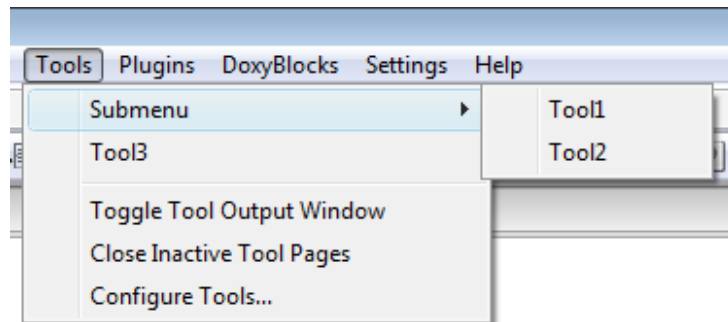 Tools Plugins DoxyBlocks Settings Help
Submenu Tool1
Tool3 Tool2
Toggle Tool Output Window
Close Inactive Tool Pages
Configure Tools...